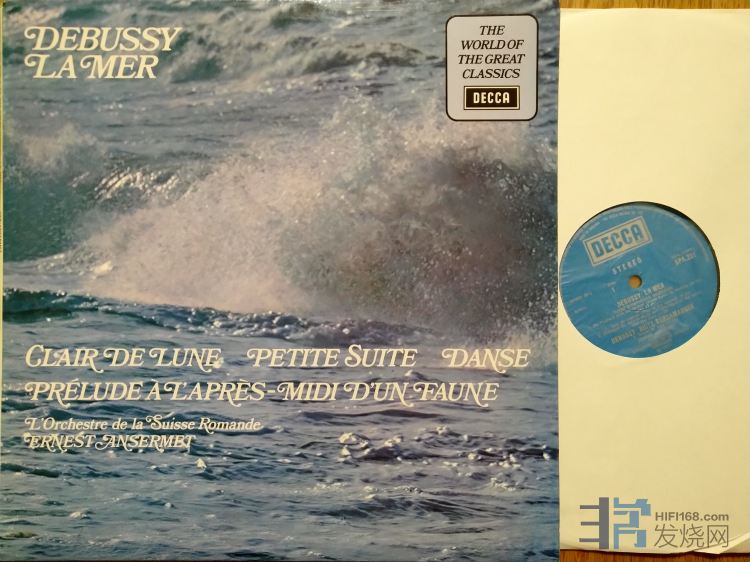 DEBUSSY
LA MER
THE
WORLD OF
THE GREAT
CLASSICS
DECCA
CLAIR DE LUNE PETITE SUITE DANSE
PRÉLUDE À L'APRÈS-MIDI D'UN FAUNE
L'Orchestre de la Suisse Romande
ERNEST ANSERMET
DECCA
STEREO
DEBUSSY: LA MER
HIFI168.com
发烧网